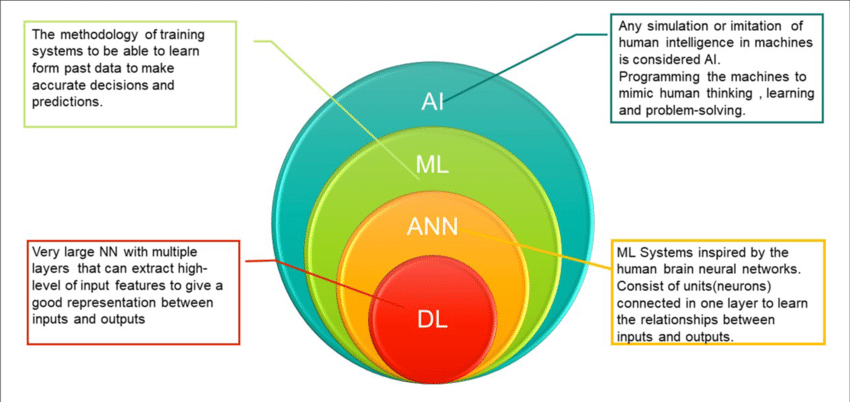 The methodology of training
systems to be able to learn
form past data to make
accurate decisions and
predictions.
Any simulation or imitation of
human intelligence in machines
is considered AI.
Programming the machines to
mimic human thinking , learning
and problem-solving.
AI
ML
ANN
DL
Very large NN with multiple
layers that can extract high-
level of input features to give a
good representation between
inputs and outputs
ML Systems inspired by the
human brain neural networks.
Consist of units(neurons)
connected in one layer to learn
the relationships between
inputs and outputs.